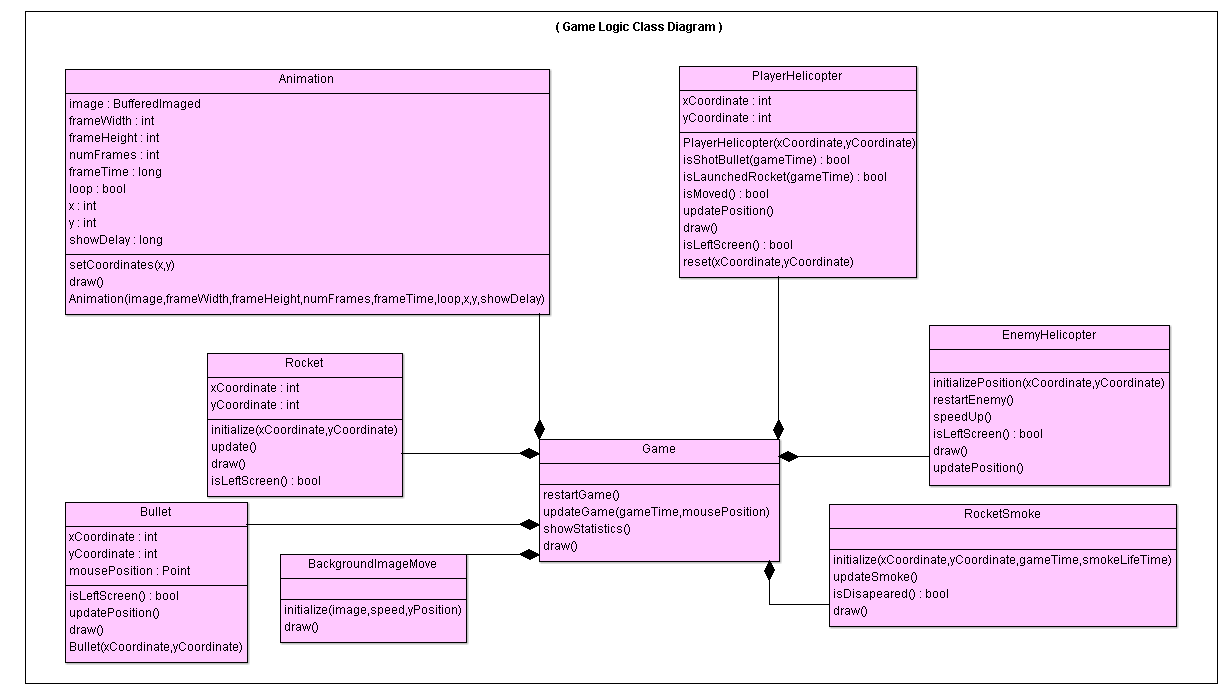 ( Game Logic Class Diagram )
Animation
image : BufferedImaged
frameWidth : int
frameHeight : int
numFrames : int
frameTime : long
loop : bool
x : int
y : int
showDelay : long
setCoordinates(x,y)
draw()
Animation(image,frameWidth,frameHeight,numFrames,frameTime,loop,x,y,showDelay)
PlayerHelicopter
xCoordinate : int
yCoordinate : int
PlayerHelicopter(xCoordinate,yCoordinate)
isShotBullet(gameTime) : bool
isLaunchedRocket(gameTime) : bool
isMoved() : bool
updatePosition()
draw()
isLeftScreen() : bool
reset(xCoordinate,yCoordinate)
Rocket
xCoordinate : int
yCoordinate : int
initialize(xCoordinate,yCoordinate)
update()
draw()
isLeftScreen() : bool
EnemyHelicopter
initializePosition(xCoordinate,yCoordinate)
restartEnemy()
speedUp()
isLeftScreen() : bool
draw()
updatePosition()
Game
restartGame()
updateGame(gameTime,mousePosition)
showStatistics()
draw()
Bullet
xCoordinate : int
yCoordinate : int
mousePosition : Point
isLeftScreen() : bool
updatePosition()
draw()
Bullet(xCoordinate,yCoordinate)
BackgroundImageMove
initialize(image,speed,yPosition)
draw()
RocketSmoke
initialize(xCoordinate,yCoordinate,gameTime,smokeLifeTime)
updateSmoke()
isDisapeared() : bool
draw()